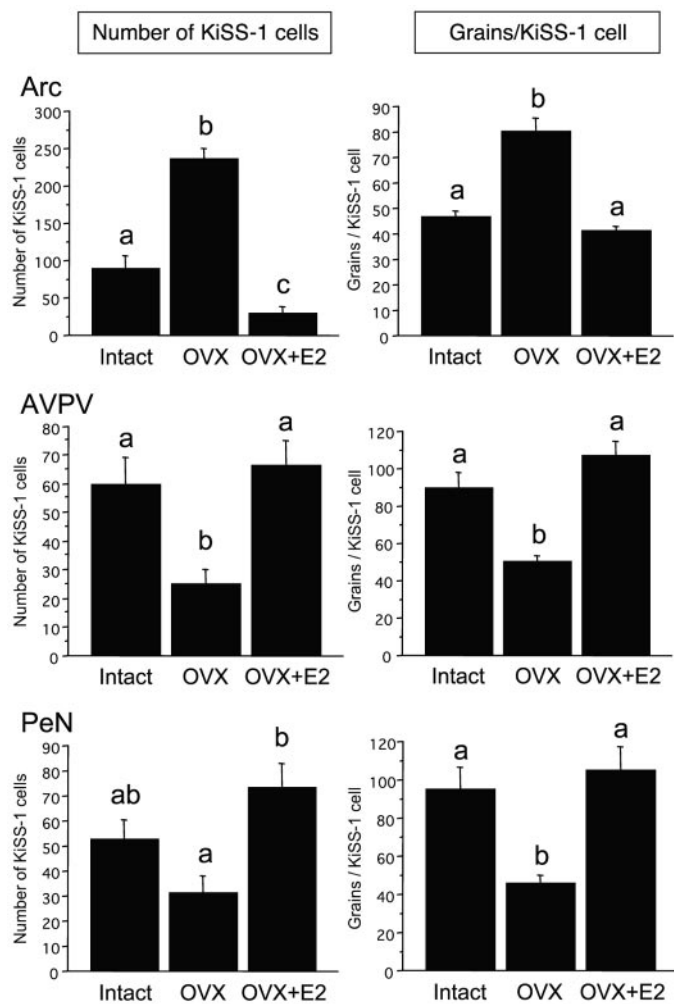 Number of KiSS-1 cells
Grains/KiSS-1 cell
Arc
Number of KiSS-1 cells
300
250
200
150
100
50
0
a
b
c
Intact OVX OVX+E2
Grains / KiSS-1 cell
90
80
70
60
50
40
30
20
10
0
a
b
a
Intact OVX OVX+E2
AVPV
Number of KiSS-1 cells
80
70
60
50
40
30
20
10
0
a
b
a
Intact OVX OVX+E2
Grains / KiSS-1 cell
120
100
80
60
40
20
0
a
b
a
Intact OVX OVX+E2
PeN
Number of KiSS-1 cells
90
80
70
60
50
40
30
20
10
0
ab
a
b
Intact OVX OVX+E2
Grains / KiSS-1 cell
120
100
80
60
40
20
0
a
b
a
Intact OVX OVX+E2